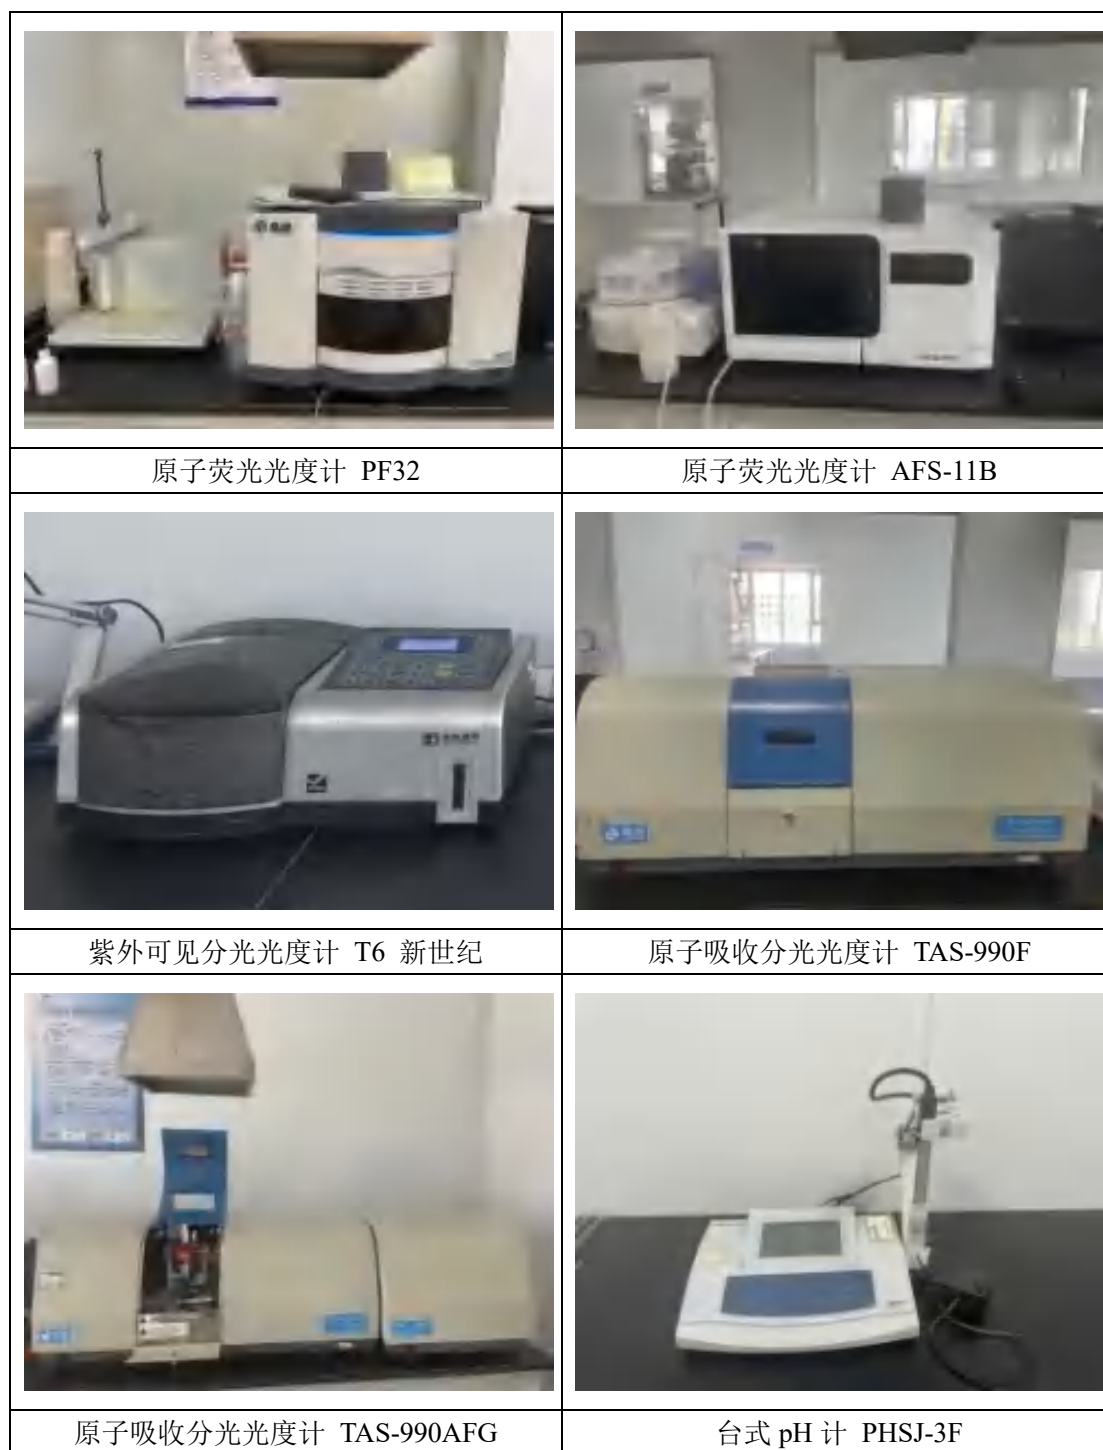 原子荧光光度计 PF32
原子荧光光度计 AFS-11B
紫外可见分光光度计 T6 新世纪
原子吸收分光光度计 TAS-990F
原子吸收分光光度计 TAS-990AFG
台式 pH 计 PHSJ-3F